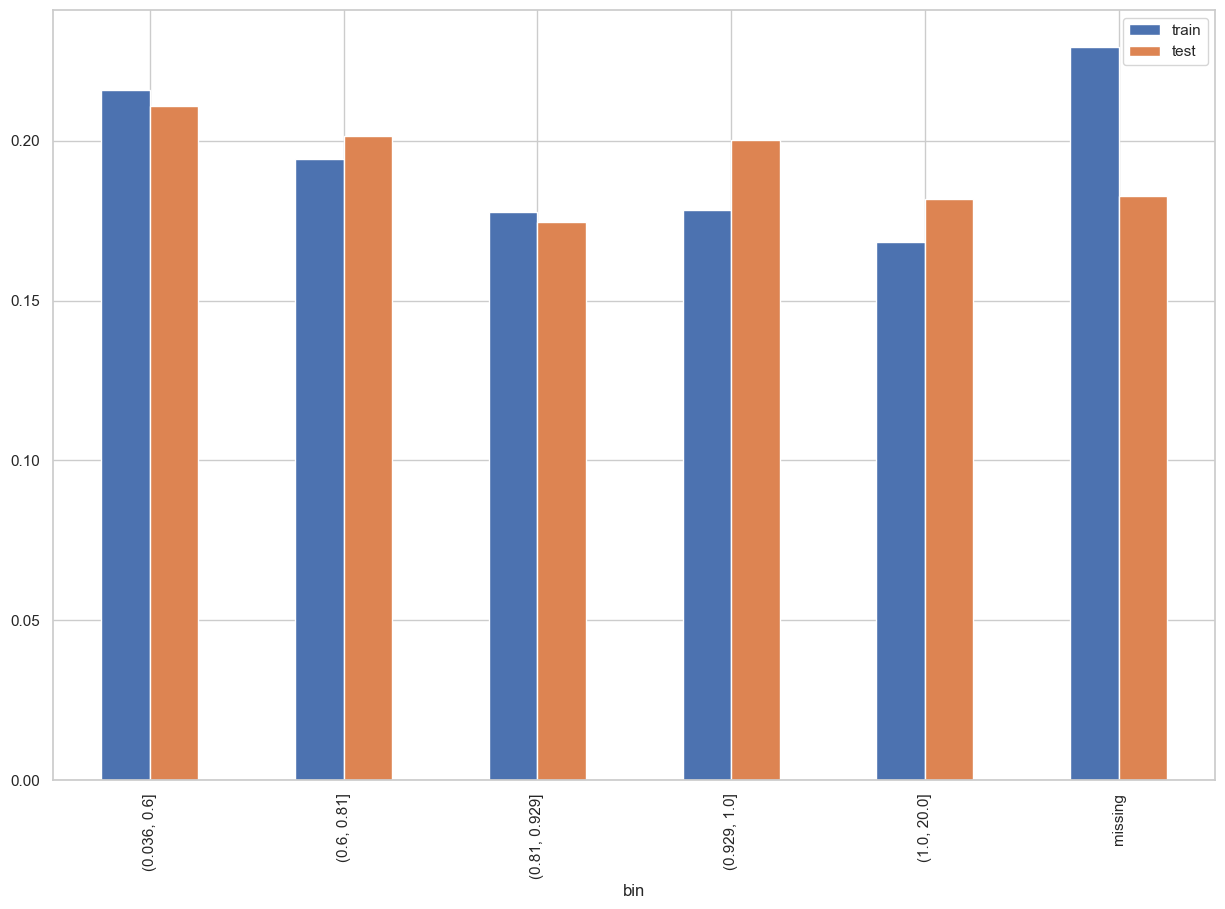 train
test
0.20
0.15
0.10
0.05
0.00
(0.036, 0.6]
(0.6, 0.81]
(0.81, 0.929]
(0.929, 1.0]
(1.0, 20.0]
missing
bin